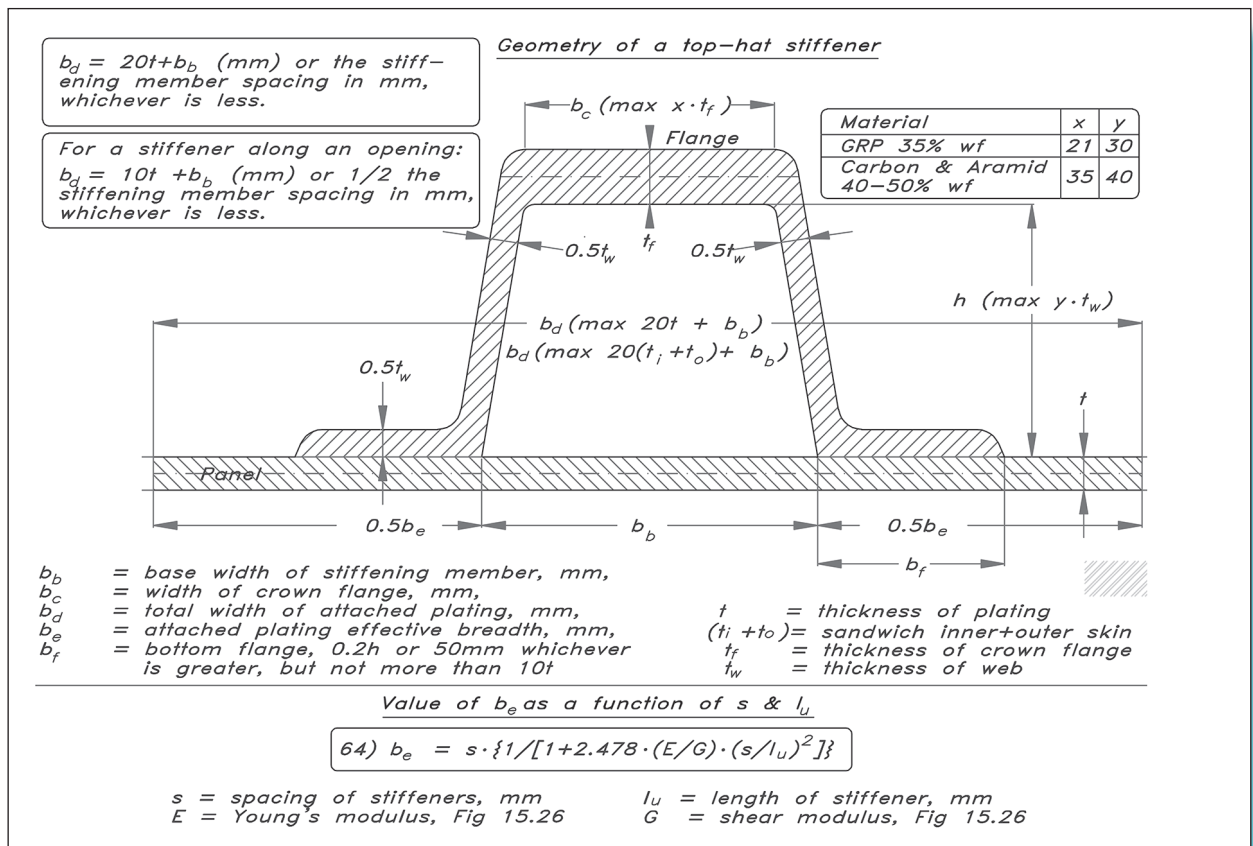 Geometry of a top-hat stiffener
b_d = 20t+b_b (mm) or the stiff-
ening member spacing in mm,
whichever is less.
For a stiffener along an opening:
b_d = 10t +b_b (mm) or 1/2 the
stiffening member spacing in mm,
whichever is less.
b_c (max x·t_f)
Flange
Material x y
GRP 35% wf 21 30
Carbon & Aramid
40-50% wf 35 40
0.5t_w
t_f
0.5t_w
h (max y·t_w)
b_d (max 20t + b_b)
b_d (max 20(t_i +t_o)+ b_b)
0.5t_w
t
Panel
0.5b_e
b_b
0.5b_e
b_f
b_b = base width of stiffening member, mm,
b_c = width of crown flange, mm,
b_d = total width of attached plating, mm,
b_e = attached plating effective breadth, mm,
b_f = bottom flange, 0.2h or 50mm whichever
is greater, but not more than 10t
t = thickness of plating
(t_i +t_o)= sandwich inner+outer skin
t_f = thickness of crown flange
t_w = thickness of web
Value of b_e as a function of s & l_u
64) b_e = s·{1/[1+2.478·(E/G)·(s/l_u)²]}
s = spacing of stiffeners, mm
E = Young's modulus, Fig 15.26
l_u = length of stiffener, mm
G = shear modulus, Fig 15.26